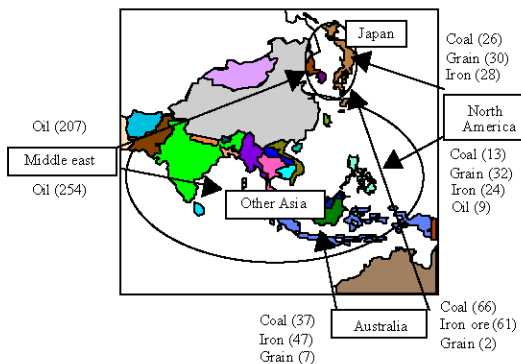 Japan
Coal (26)
Grain (30)
Iron (28)
North
America
Coal (13)
Grain (32)
Iron (24)
Oil (9)
Oil (207)
Middle east
Oil (254)
Other Asia
Coal (37)
Iron (47)
Grain (7)
Australia
Coal (66)
Iron ore (61)
Grain (2)